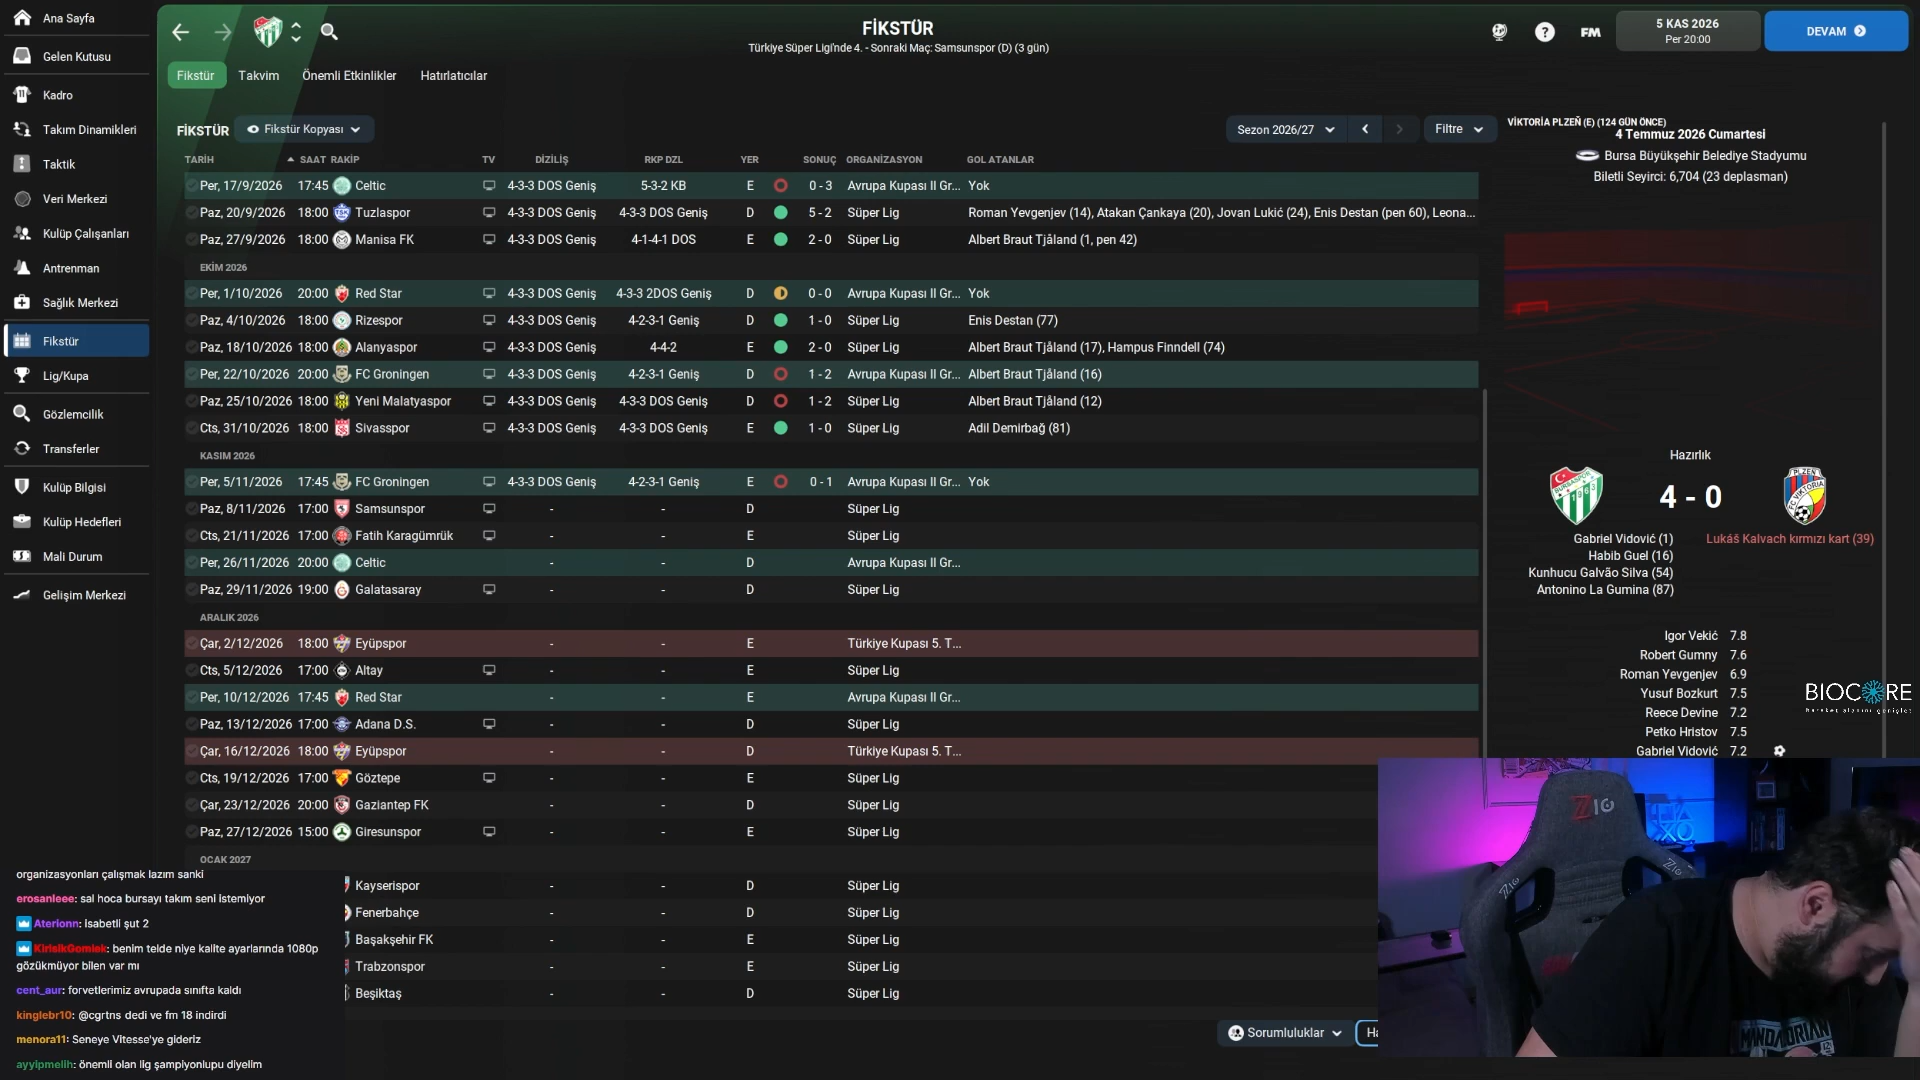 Ana Sayfa
Gelen Kutusu
Kadro
Takım Dinamikleri
Taktik
Veri Merkezi
Kulüp Çalışanları
Antrenman
Sağlık Merkezi
Fikstür
Lig/Kupa
Gözlemcilik
Transferler
Kulüp Bilgisi
Kulüp Hedefleri
Mali Durum
Gelişim Merkezi
FİKSTÜR
Türkiye Süper Ligi'nde 4. - Sonraki Maç: Samsunspor (D) (3 gün)
? FM
5 KAS 2026
Per 20:00
DEVAM
Fikstür Takvim Önemli Etkinlikler Hatırlatıcılar
FİKSTÜR Fikstür Kopyası Sezon 2026/27 Filtre
TARİH SAAT RAKİP TV DİZİLİŞ RKP DZL YER SONUÇ ORGANİZASYON GOL ATANLAR
Per, 17/9/2026 17:45 Celtic 4-3-3 DOS Geniş 5-3-2 KB E 0 - 3 Avrupa Kupası II Gr... Yok
Paz, 20/9/2026 18:00 Tuzlaspor 4-3-3 DOS Geniş 4-3-3 DOS Geniş D 5 - 2 Süper Lig Roman Yevgenjev (14), Atakan Çankaya (20), Jovan Lukić (24), Enis Destan (pen 60), Leona...
Paz, 27/9/2026 18:00 Manisa FK 4-3-3 DOS Geniş 4-1-4-1 DOS E 2 - 0 Süper Lig Albert Braut Tjåland (1, pen 42)
EKİM 2026
Per, 1/10/2026 20:00 Red Star 4-3-3 DOS Geniş 4-3-3 2DOS Geniş D 0 - 0 Avrupa Kupası II Gr... Yok
Paz, 4/10/2026 18:00 Rizespor 4-3-3 DOS Geniş 4-2-3-1 Geniş D 1 - 0 Süper Lig Enis Destan (77)
Paz, 18/10/2026 18:00 Alanyaspor 4-3-3 DOS Geniş 4-4-2 E 2 - 0 Süper Lig Albert Braut Tjåland (17), Hampus Finndell (74)
Per, 22/10/2026 20:00 FC Groningen 4-3-3 DOS Geniş 4-2-3-1 Geniş D 1 - 2 Avrupa Kupası II Gr... Albert Braut Tjåland (16)
Paz, 25/10/2026 18:00 Yeni Malatyaspor 4-3-3 DOS Geniş 4-3-3 DOS Geniş D 1 - 2 Süper Lig Albert Braut Tjåland (12)
Cts, 31/10/2026 18:00 Sivasspor 4-3-3 DOS Geniş 4-3-3 DOS Geniş E 1 - 0 Süper Lig Adil Demirbağ (81)
KASIM 2026
Per, 5/11/2026 17:45 FC Groningen 4-3-3 DOS Geniş 4-2-3-1 Geniş E 0 - 1 Avrupa Kupası II Gr... Yok
Paz, 8/11/2026 17:00 Samsunspor - - D Süper Lig
Cts, 21/11/2026 17:00 Fatih Karagümrük - - E Süper Lig
Per, 26/11/2026 20:00 Celtic - - D Avrupa Kupası II Gr...
Paz, 29/11/2026 19:00 Galatasaray - - D Süper Lig
ARALIK 2026
Çar, 2/12/2026 18:00 Eyüpspor - - E Türkiye Kupası 5. T...
Cts, 5/12/2026 17:00 Altay - - E Süper Lig
Per, 10/12/2026 17:45 Red Star - - E Avrupa Kupası II Gr...
Paz, 13/12/2026 17:00 Adana D.S. - - D Süper Lig
Çar, 16/12/2026 18:00 Eyüpspor - - D Türkiye Kupası 5. T...
Cts, 19/12/2026 17:00 Göztepe - - E Süper Lig
Çar, 23/12/2026 20:00 Gaziantep FK - - D Süper Lig
Paz, 27/12/2026 15:00 Giresunspor - - E Süper Lig
OCAK 2027
Kayserispor - - D Süper Lig
Fenerbahçe - - D Süper Lig
Başakşehir FK - - E Süper Lig
Trabzonspor - - E Süper Lig
Beşiktaş - - D Süper Lig
Sorumluluklar Ha
VİKTORİA PLZEŇ (E) (124 GÜN ÖNCE)
4 Temmuz 2026 Cumartesi
Bursa Büyükşehir Belediye Stadyumu
Biletli Seyirci: 6,704 (23 deplasman)
Hazırlık
4 - 0
Gabriel Vidović (1) Lukáš Kalvach kırmızı kart (39)
Habib Guel (16)
Kunhucu Galvão Silva (54)
Antonino La Gumina (87)
Igor Vekić 7.8
Robert Gumny 7.6
Roman Yevgenjev 6.9
Yusuf Bozkurt 7.5
Reece Devine 7.2
Petko Hristov 7.5
Gabriel Vidović 7.2
BIOCORE
organizasyonları çalışmak lazım sanki
erosanleee: sal hoca bursayı takım seni istemiyor
Aterionn: isabetli şut 2
KirisikGomlek: benim telde niye kalite ayarlarında 1080p
gözükmüyor bilen var mı
cent_aur: forvetlerimiz avrupada sınıfta kaldı
kinglebr10: @cgrtns dedi ve fm 18 indirdi
menora11: Seneye Vitesse'ye gideriz
ayyipmelih: önemli olan lig şampiyonlupu diyelim
ZIO
MANDALORIAN